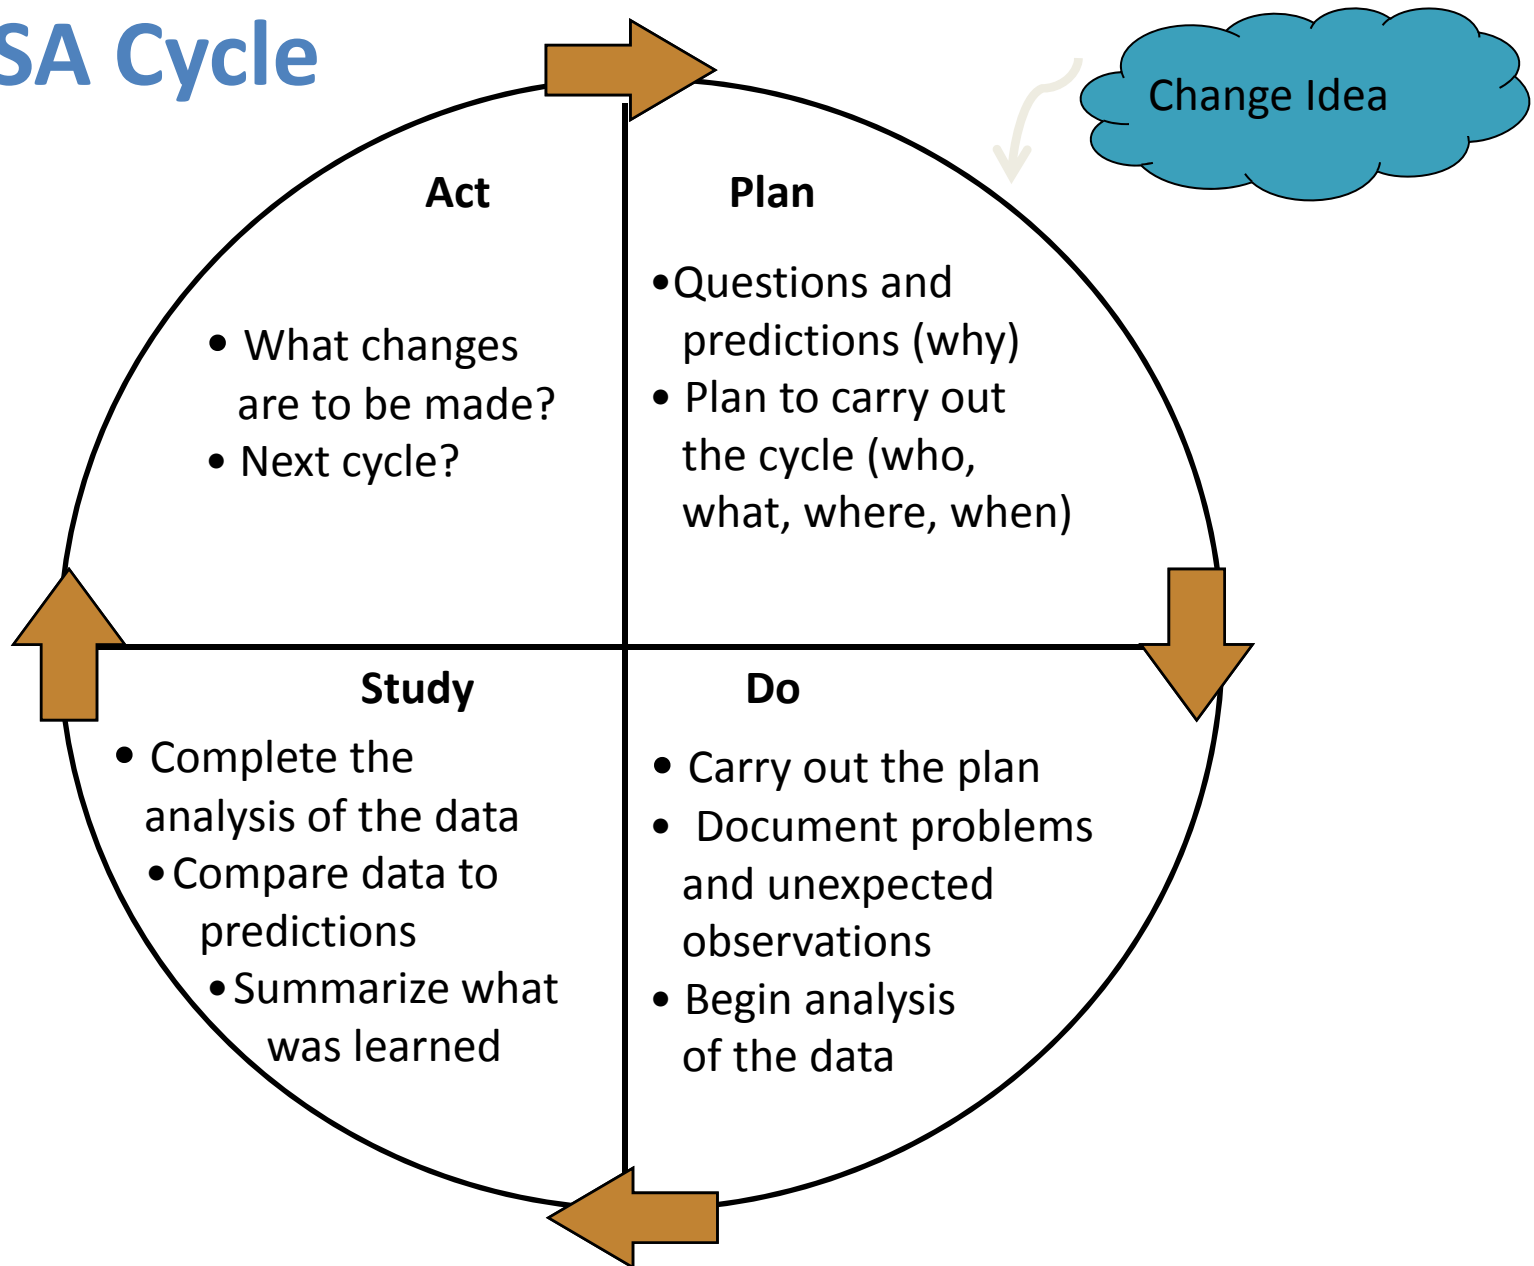 SA Cycle
Change Idea
Act
• What changes
are to be made?
• Next cycle?
Plan
•Questions and
predictions (why)
• Plan to carry out
the cycle (who,
what, where, when)
Study
• Complete the
analysis of the data
•Compare data to
predictions
•Summarize what
was learned
Do
• Carry out the plan
• Document problems
and unexpected
observations
• Begin analysis
of the data